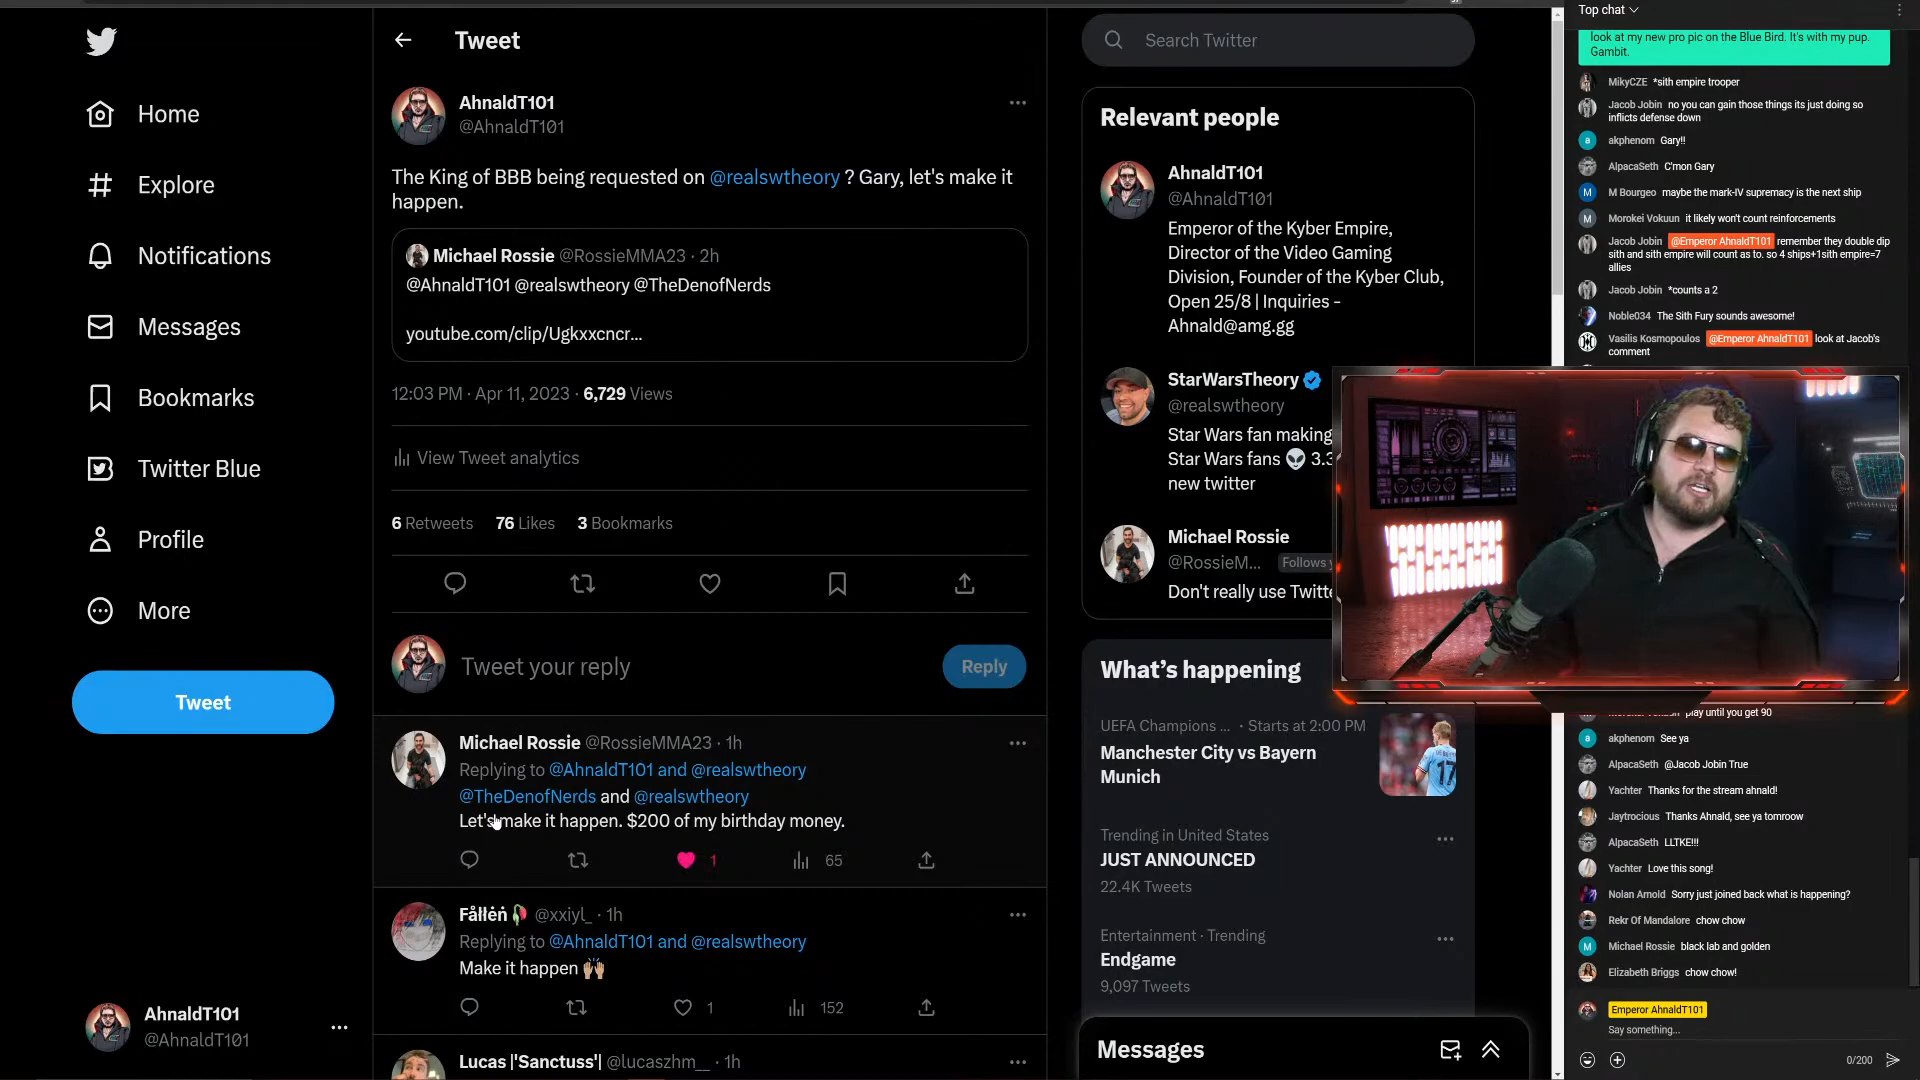 Home
Explore
Notifications
Messages
Bookmarks
Twitter Blue
Profile
More
Tweet
AhnaldT101
@AhnaldT101
Tweet
AhnaldT101
@AhnaldT101
The King of BBB being requested on @realswtheory ? Gary, let's make it
happen.
Michael Rossie @RossieMMA23 · 2h
@AhnaldT101 @realswtheory @TheDenofNerds
youtube.com/clip/Ugkxxcncr...
12:03 PM · Apr 11, 2023 · 6,729 Views
View Tweet analytics
6 Retweets 76 Likes 3 Bookmarks
Tweet your reply
Reply
Michael Rossie @RossieMMA23 · 1h
Replying to @AhnaldT101 and @realswtheory
@TheDenofNerds and @realswtheory
Let's make it happen. $200 of my birthday money.
1 65
Fåłłėń @xxiyl_ · 1h
Replying to @AhnaldT101 and @realswtheory
Make it happen 🙌🏼
1 152
Lucas |'Sanctuss'| @lucaszhm__ · 1h
Search Twitter
Relevant people
AhnaldT101
@AhnaldT101
Emperor of the Kyber Empire,
Director of the Video Gaming
Division, Founder of the Kyber Club,
Open 25/8 | Inquiries -
Ahnald@amg.gg
StarWarsTheory
@realswtheory
Star Wars fan making
Star Wars fans 👽 3.3
new twitter
Michael Rossie
@RossieM... Follows y
Don't really use Twitte
What's happening
UEFA Champions ... · Starts at 2:00 PM
Manchester City vs Bayern
Munich
Trending in United States
JUST ANNOUNCED
22.4K Tweets
Entertainment · Trending
Endgame
9,097 Tweets
Messages
Top chat
look at my new pro pic on the Blue Bird. It's with my pup.
Gambit.
MikyCZE *sith empire trooper
Jacob Jobin no you can gain those things its just doing so
inflicts defense down
akphenom Gary!!
AlpacaSeth C'mon Gary
M Bourgeo maybe the mark-IV supremacy is the next ship
Morokei Vokuun it likely won't count reinforcements
Jacob Jobin @Emperor AhnaldT101 remember they double dip
sith and sith empire will count as to. so 4 ships+1sith empire=7
allies
Jacob Jobin *counts a 2
Noble034 The Sith Fury sounds awesome!
Vasilis Kosmopoulos @Emperor AhnaldT101 look at Jacob's
comment
play until you get 90
akphenom See ya
AlpacaSeth @Jacob Jobin True
Yachter Thanks for the stream ahnald!
Jaytrocious Thanks Ahnald, see ya tomroow
AlpacaSeth LLTKE!!!
Yachter Love this song!
Nolan Arnold Sorry just joined back what is happening?
Rekr Of Mandalore chow chow
Michael Rossie black lab and golden
Elizabeth Briggs chow chow!
Emperor AhnaldT101
Say something...
0/200